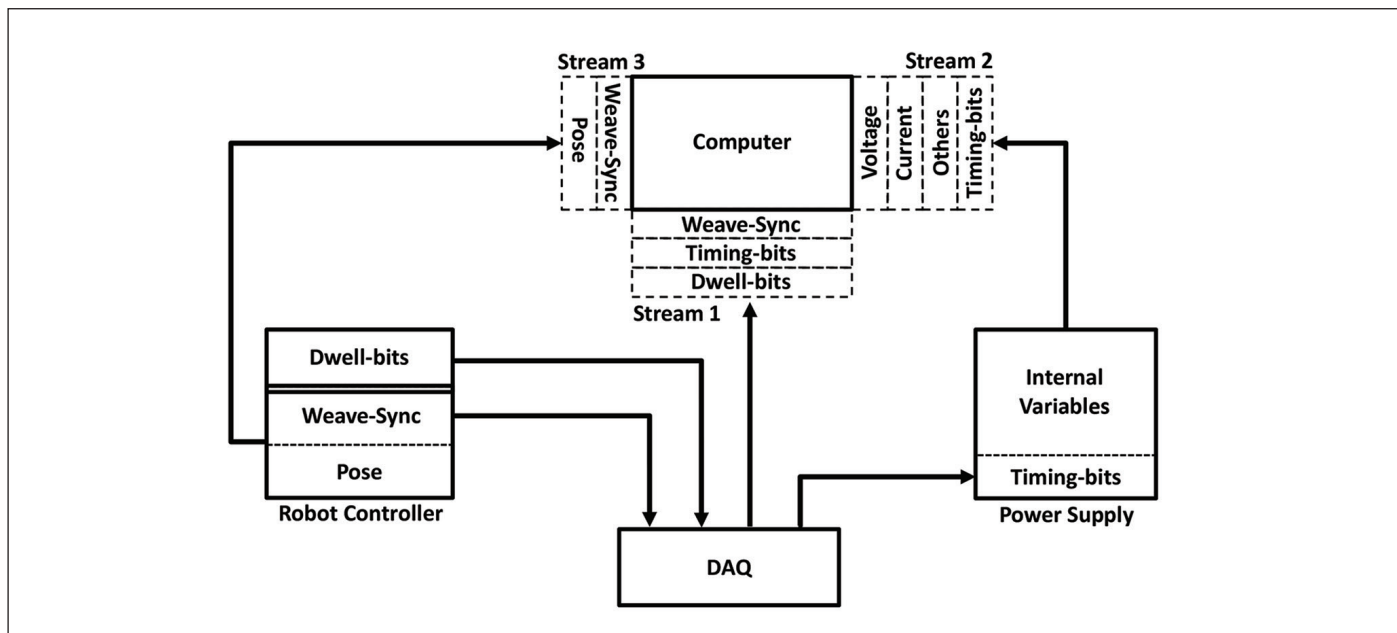 Stream 3
Stream 2
Pose
Weave-Sync
Computer
Voltage
Current
Others
Timing-bits
Weave-Sync
Timing-bits
Dwell-bits
Stream 1
Dwell-bits
Weave-Sync
Pose
Robot Controller
Internal
Variables
Timing-bits
Power Supply
DAQ